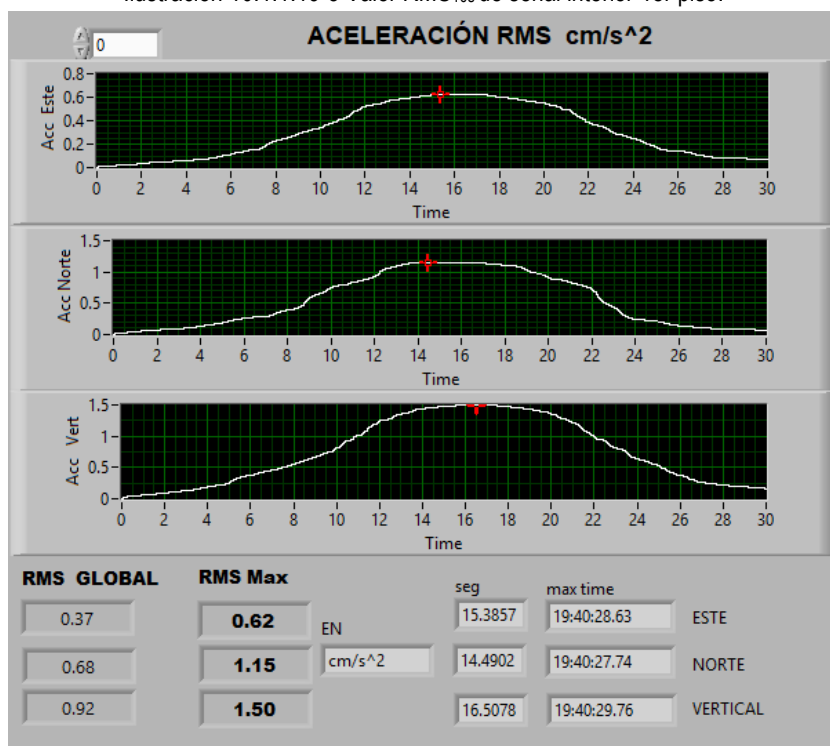 ACELERACIÓN RMS cm/s^2
0
0.8
0.6
0.4
0.2
0
Acc Este
0 2 4 6 8 10 12 14 16 18 20 22 24 26 28 30
Time
1.5
1
0.5
0
Acc Norte
0 2 4 6 8 10 12 14 16 18 20 22 24 26 28 30
Time
1.5
1
0.5
0
Acc Vert
0 2 4 6 8 10 12 14 16 18 20 22 24 26 28 30
Time
RMS GLOBAL RMS Max seg max time
0.37 0.62 EN 15.3857 19:40:28.63 ESTE
0.68 1.15 cm/s^2 14.4902 19:40:27.74 NORTE
0.92 1.50 16.5078 19:40:29.76 VERTICAL